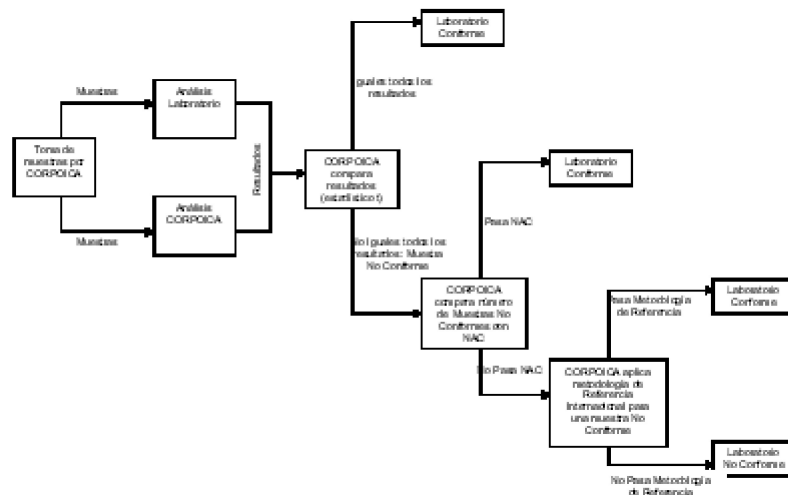 Toma de
muestras por
CORPOICA
Muestras
Muestras
Análisis
Laboratorio
Análisis
CORPOICA
Resultados
CORPOICA
compara
resultados
(estadístico t)
Iguales todos los
resultados
Laboratorio
Conforme
No Iguales todos los
resultados: Muestra
No Conforme
CORPOICA
compara número
de Muestras No
Conformes con
NAC
Pasa NAC
Laboratorio
Conforme
No Pasa NAC
CORPOICA aplica
metodología de
Referencia
Internacional para
una muestra No
Conforme
Pasa Metodología
de Referencia
Laboratorio
Conforme
No Pasa Metodología
de Referencia
Laboratorio
No Conforme